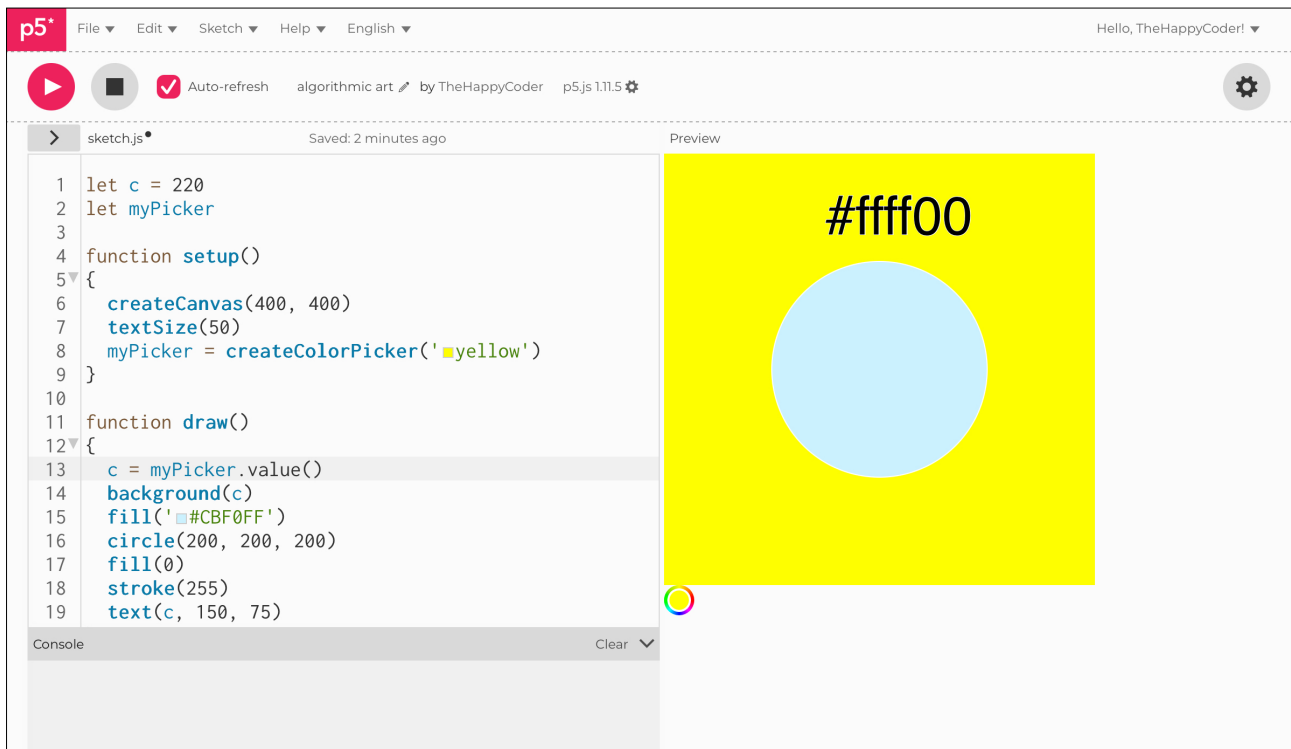 p5* File Edit Sketch Help English Hello, TheHappyCoder!
Auto-refresh algorithmic art by TheHappyCoder p5.js 1.11.5
sketch.js Saved: 2 minutes ago Preview
1 let c = 220
2 let myPicker
3
4 function setup()
5 {
6 createCanvas(400, 400)
7 textSize(50)
8 myPicker = createColorPicker('yellow')
9 }
10
11 function draw()
12 {
13 c = myPicker.value()
14 background(c)
15 fill('#CBF0FF')
16 circle(200, 200, 200)
17 fill(0)
18 stroke(255)
19 text(c, 150, 75)
#ffff00
Console Clear